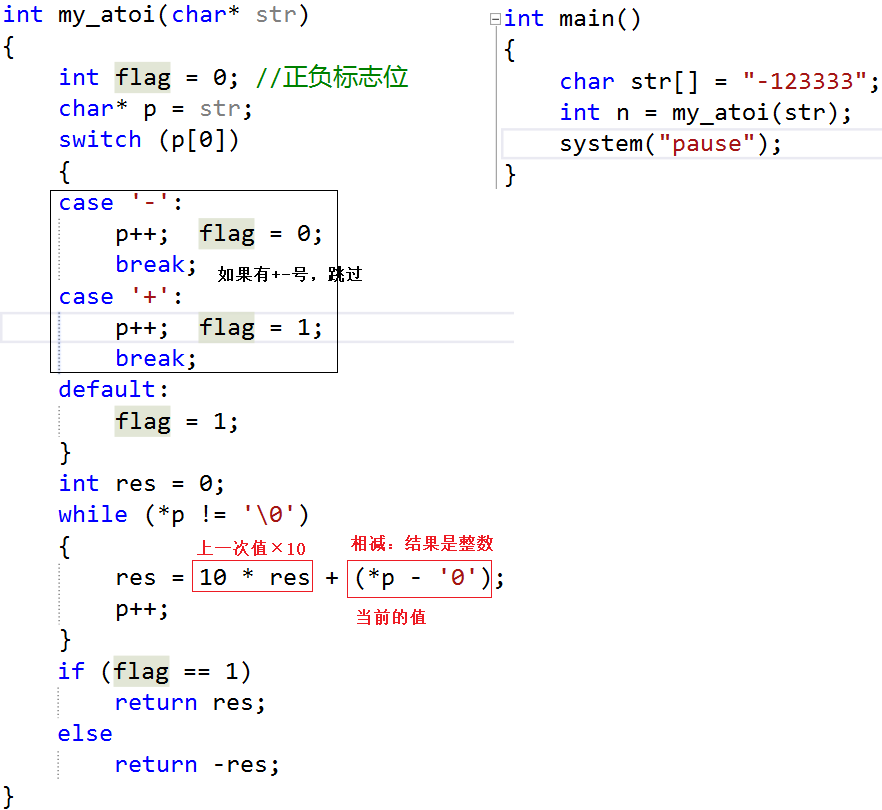 int my_atoi(char* str)
{
    int flag = 0; //正负标志位
    char* p = str;
    switch (p[0])
    {
    case '-':
        p++;  flag = 0;
        break;
如果有+-号，跳过
    case '+':
        p++;  flag = 1;
        break;
    default:
        flag = 1;
    }
    int res = 0;
    while (*p != '\0')
    {
上一次值×10
相减：结果是整数
        res = 10 * res + (*p - '0');
当前的值
        p++;
    }
    if (flag == 1)
        return res;
    else
        return -res;
}
int main()
{
    char str[] = "-123333";
    int n = my_atoi(str);
    system("pause");
}